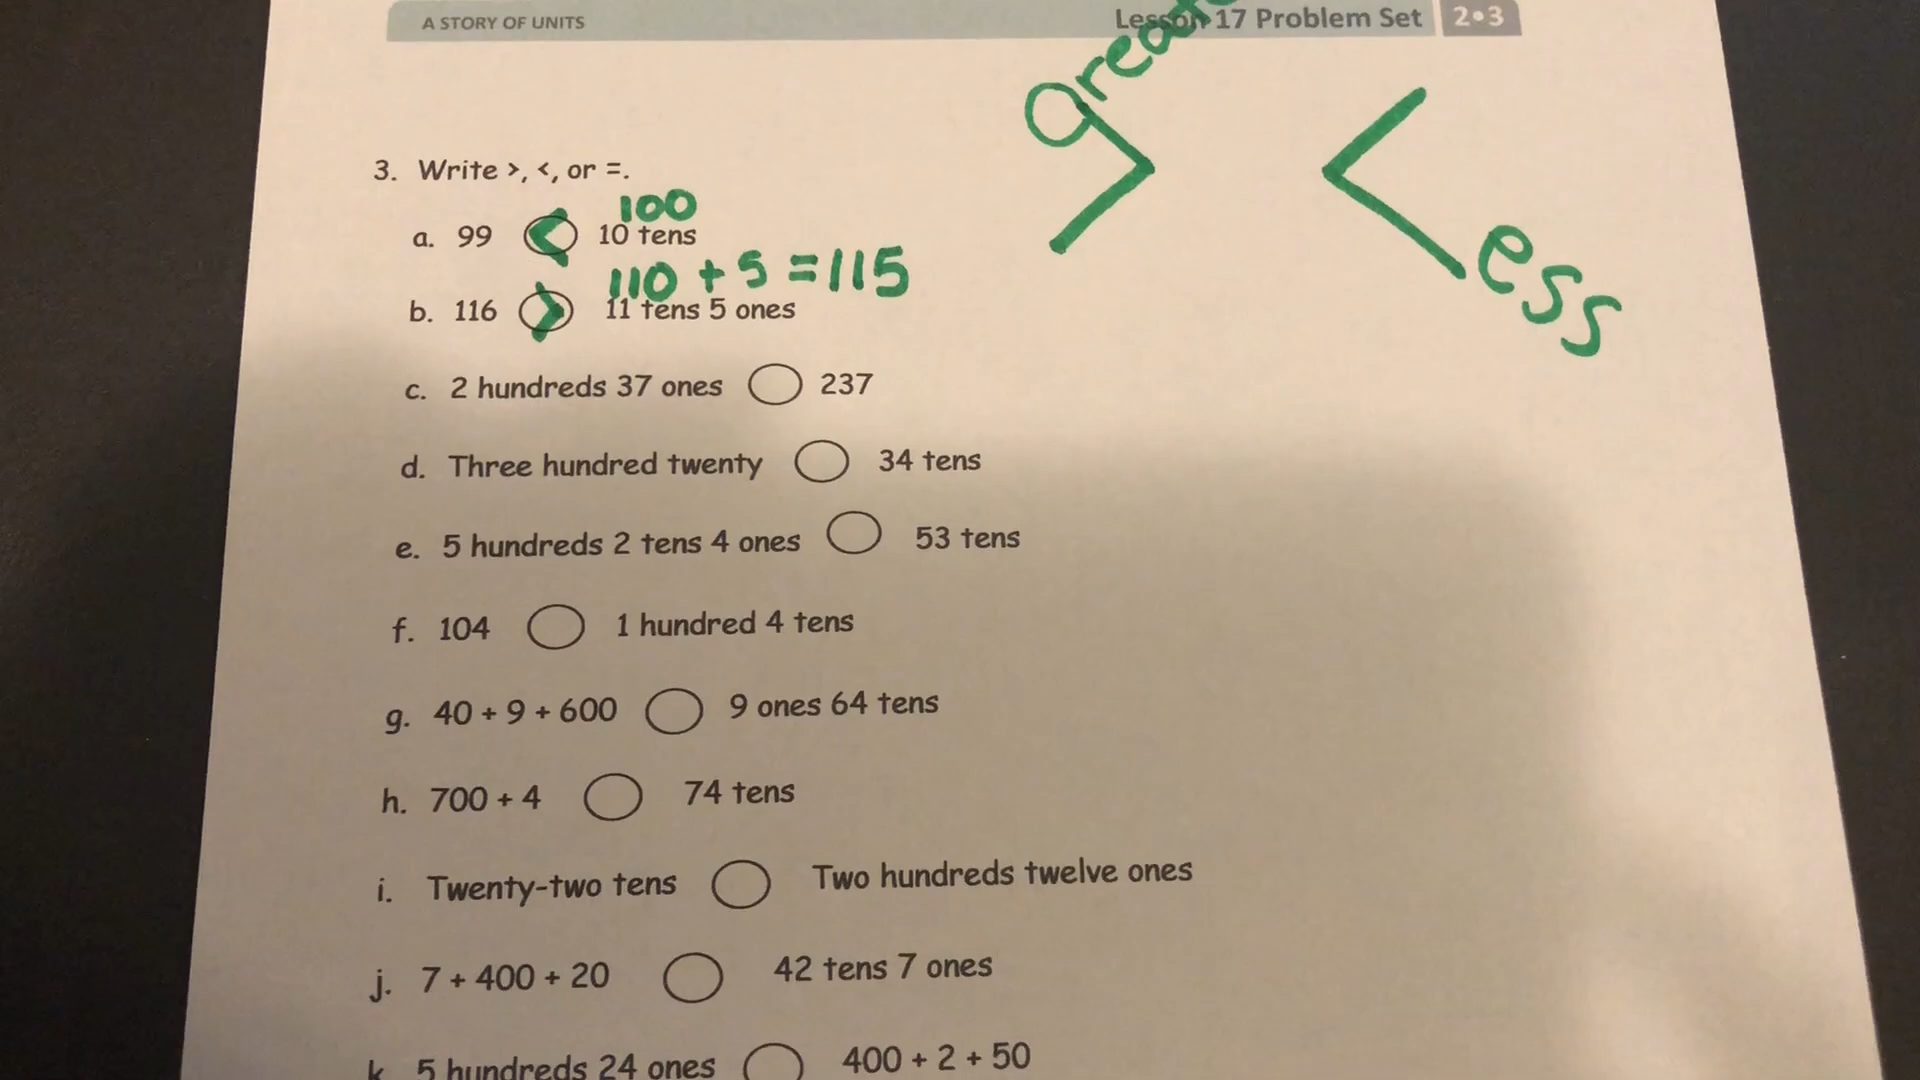 A STORY OF UNITS
Lesson 17 Problem Set 2•3
3. Write >, <, or =.
100
a. 99 < 10 tens
110 + 5 = 115
b. 116 > 11 tens 5 ones
c. 2 hundreds 37 ones 237
d. Three hundred twenty 34 tens
e. 5 hundreds 2 tens 4 ones 53 tens
f. 104 1 hundred 4 tens
g. 40 + 9 + 600 9 ones 64 tens
h. 700 + 4 74 tens
i. Twenty-two tens Two hundreds twelve ones
j. 7 + 400 + 20 42 tens 7 ones
k 5 hundreds 24 ones 400 + 2 + 50
>
<
ess